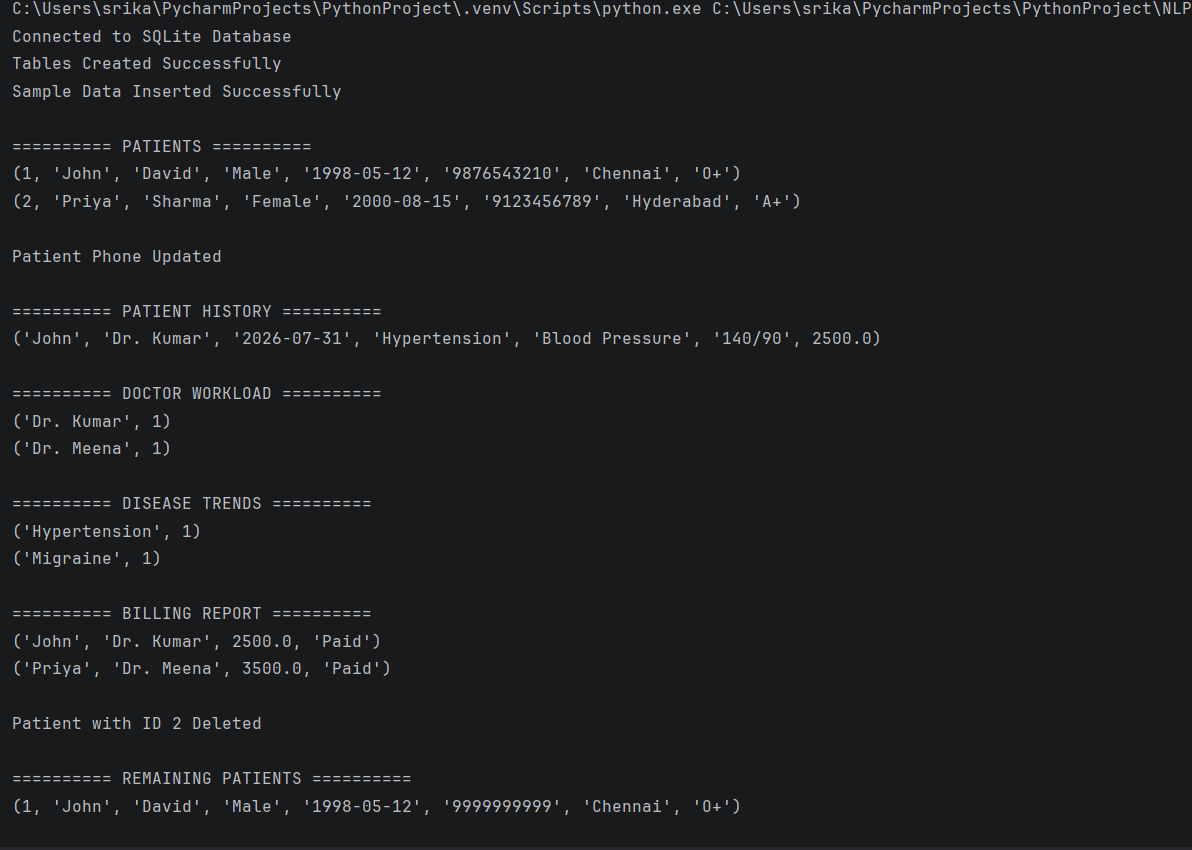 C:\Users\srika\PycharmProjects\PythonProject\.venv\Scripts\python.exe C:\Users\srika\PycharmProjects\PythonProject\NLP
Connected to SQLite Database
Tables Created Successfully
Sample Data Inserted Successfully
========== PATIENTS ==========
(1, 'John', 'David', 'Male', '1998-05-12', '9876543210', 'Chennai', 'O+')
(2, 'Priya', 'Sharma', 'Female', '2000-08-15', '9123456789', 'Hyderabad', 'A+')
Patient Phone Updated
========== PATIENT HISTORY ==========
('John', 'Dr. Kumar', '2026-07-31', 'Hypertension', 'Blood Pressure', '140/90', 2500.0)
========== DOCTOR WORKLOAD ==========
('Dr. Kumar', 1)
('Dr. Meena', 1)
========== DISEASE TRENDS ==========
('Hypertension', 1)
('Migraine', 1)
========== BILLING REPORT ==========
('John', 'Dr. Kumar', 2500.0, 'Paid')
('Priya', 'Dr. Meena', 3500.0, 'Paid')
Patient with ID 2 Deleted
========== REMAINING PATIENTS ==========
(1, 'John', 'David', 'Male', '1998-05-12', '9999999999', 'Chennai', 'O+')